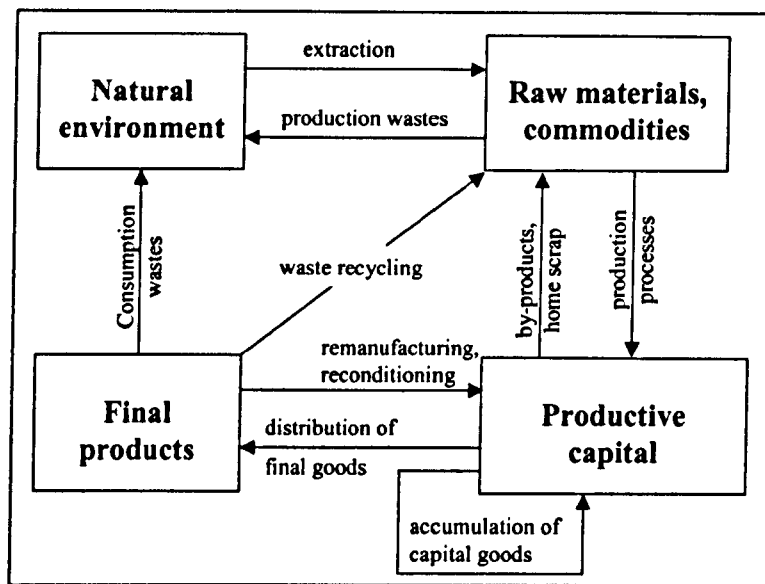 extraction
Natural
environment
Raw materials,
commodities
production wastes
Consumption
wastes
waste recycling
by-products,
home scrap
production
processes
remanufacturing,
reconditioning
Final
products
distribution of
final goods
Productive
capital
accumulation of
capital goods